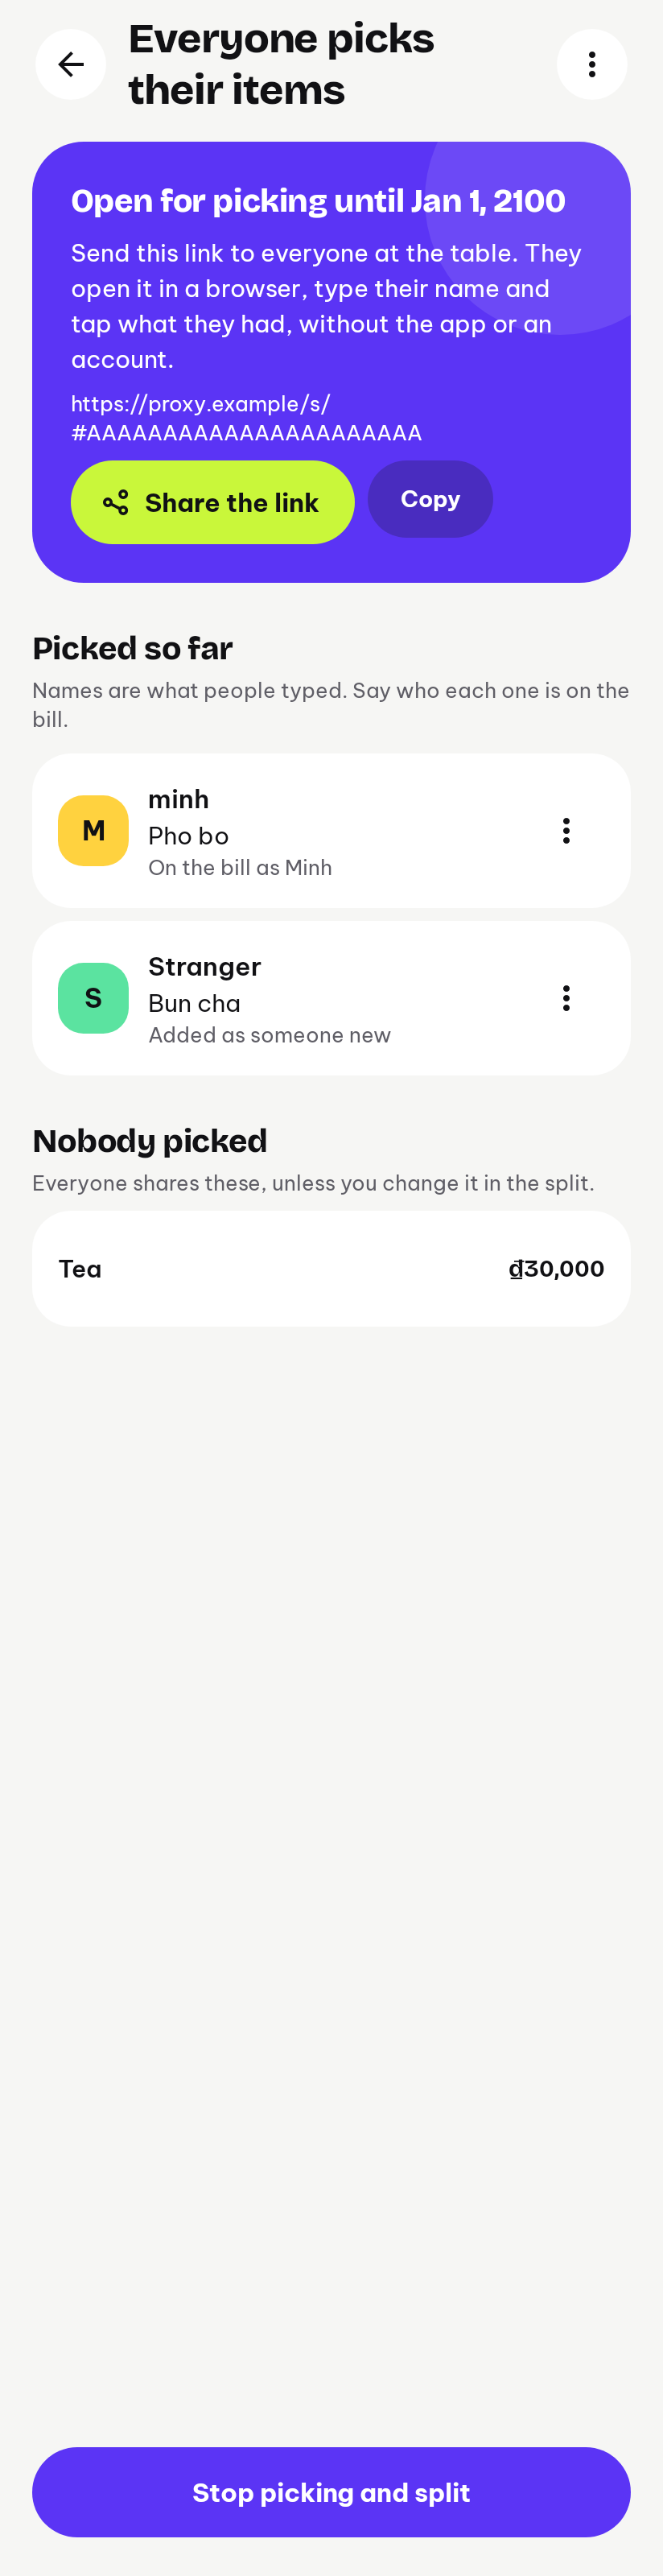 Everyone picks
their items
Open for picking until Jan 1, 2100
Send this link to everyone at the table. They
open it in a browser, type their name and
tap what they had, without the app or an
account.
https://proxy.example/s/
#AAAAAAAAAAAAAAAAAAAAAA
Share the link
Copy
Picked so far
Names are what people typed. Say who each one is on the
bill.
M
minh
Pho bo
On the bill as Minh
S
Stranger
Bun cha
Added as someone new
Nobody picked
Everyone shares these, unless you change it in the split.
Tea
₫30,000
Stop picking and split